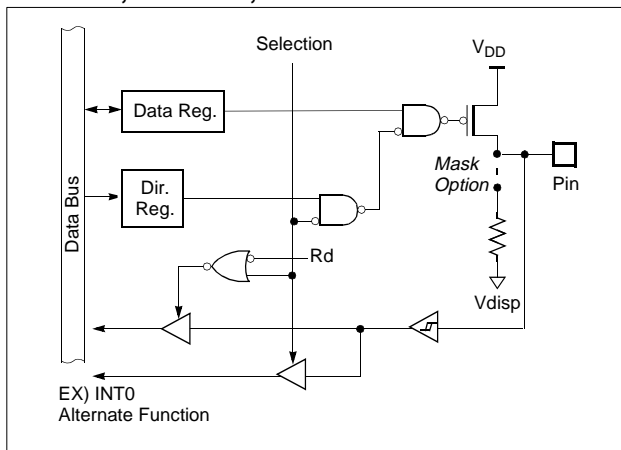 Selection
VDD
Data Reg.
Mask
Option
Pin
Data Bus
Dir.
Reg.
Rd
Vdisp
EX) INT0
Alternate Function